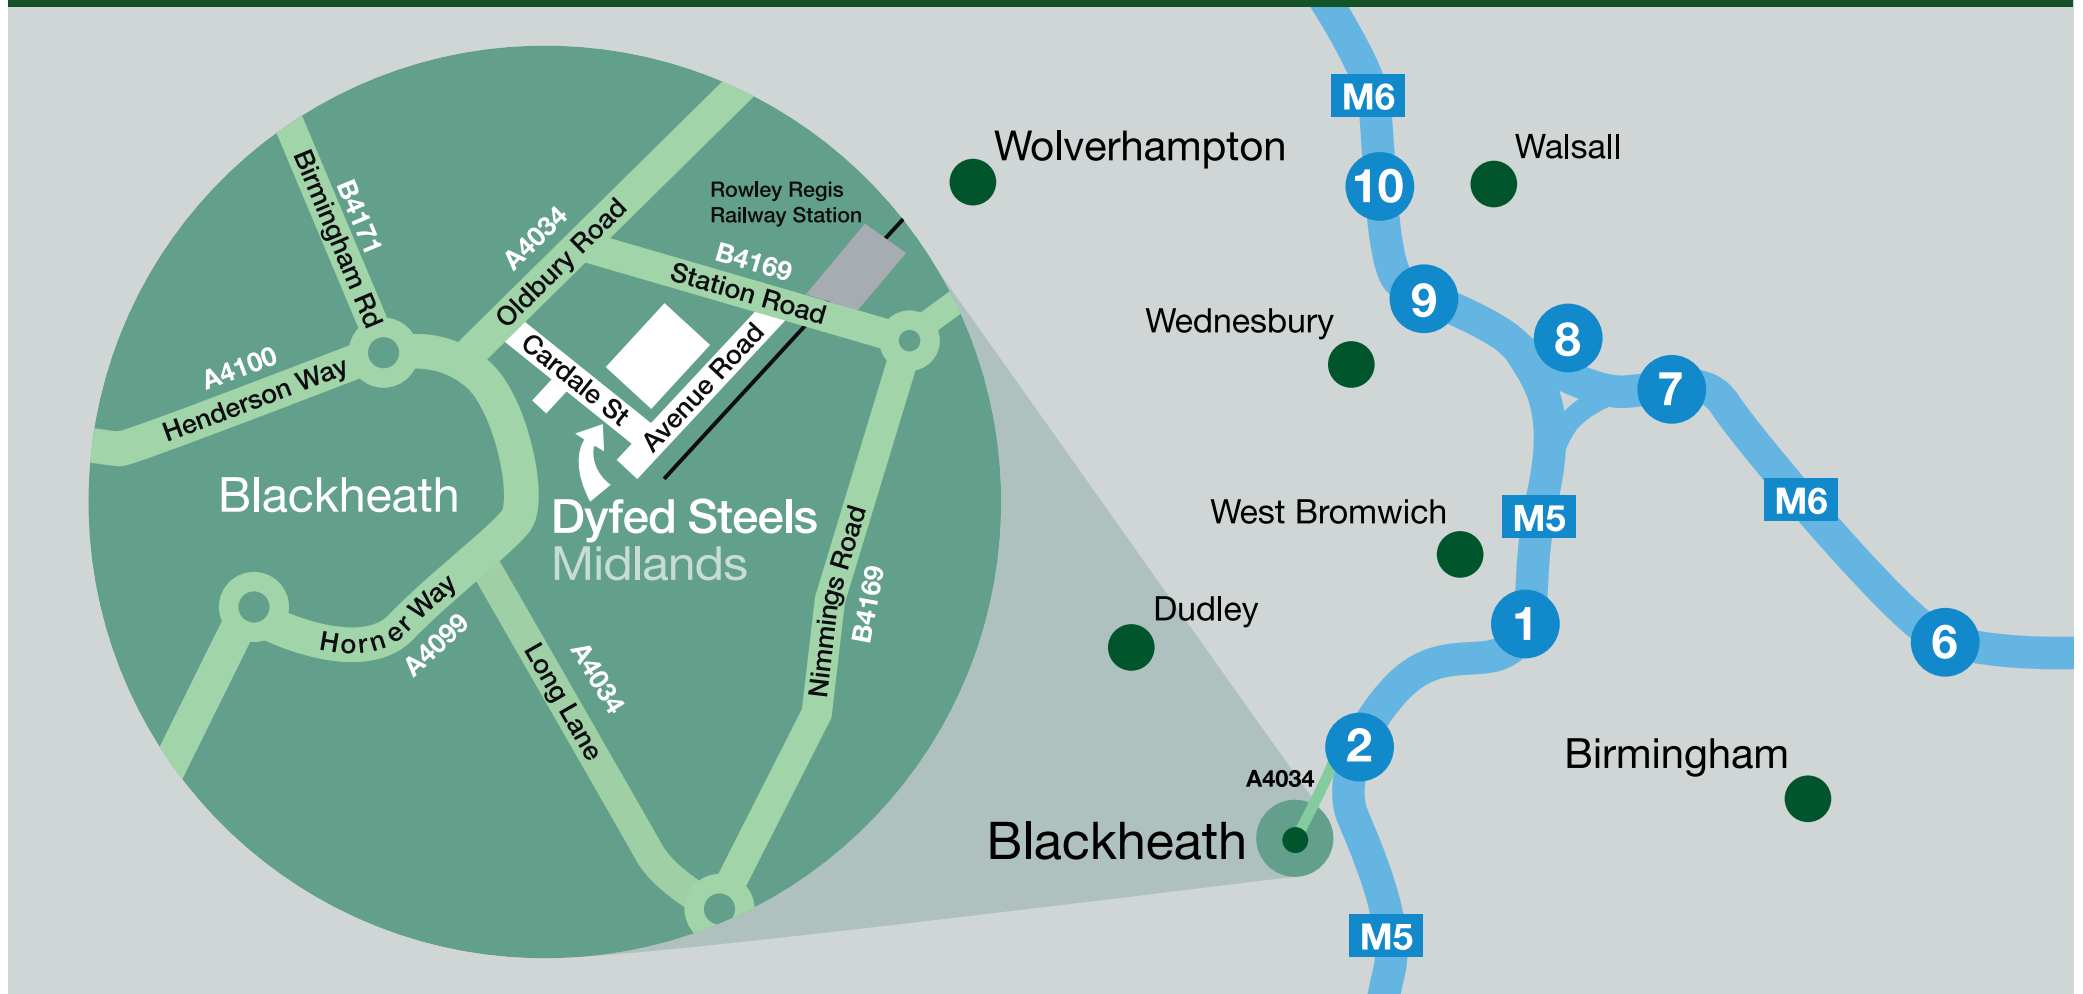 M6
Wolverhampton
Walsall
10
Birmingham Rd
B4171
A4034
Oldbury Road
Rowley Regis
Railway Station
B4169
Station Road
9
8
7
Wednesbury
A4100
Henderson Way
Cardale St
Avenue Road
Blackheath
Dyfed Steels
Midlands
West Bromwich
M5
M6
Nimmings Road
B4169
Horner Way
A4099
Long Lane
A4034
Dudley
1
6
2
Birmingham
A4034
Blackheath
M5